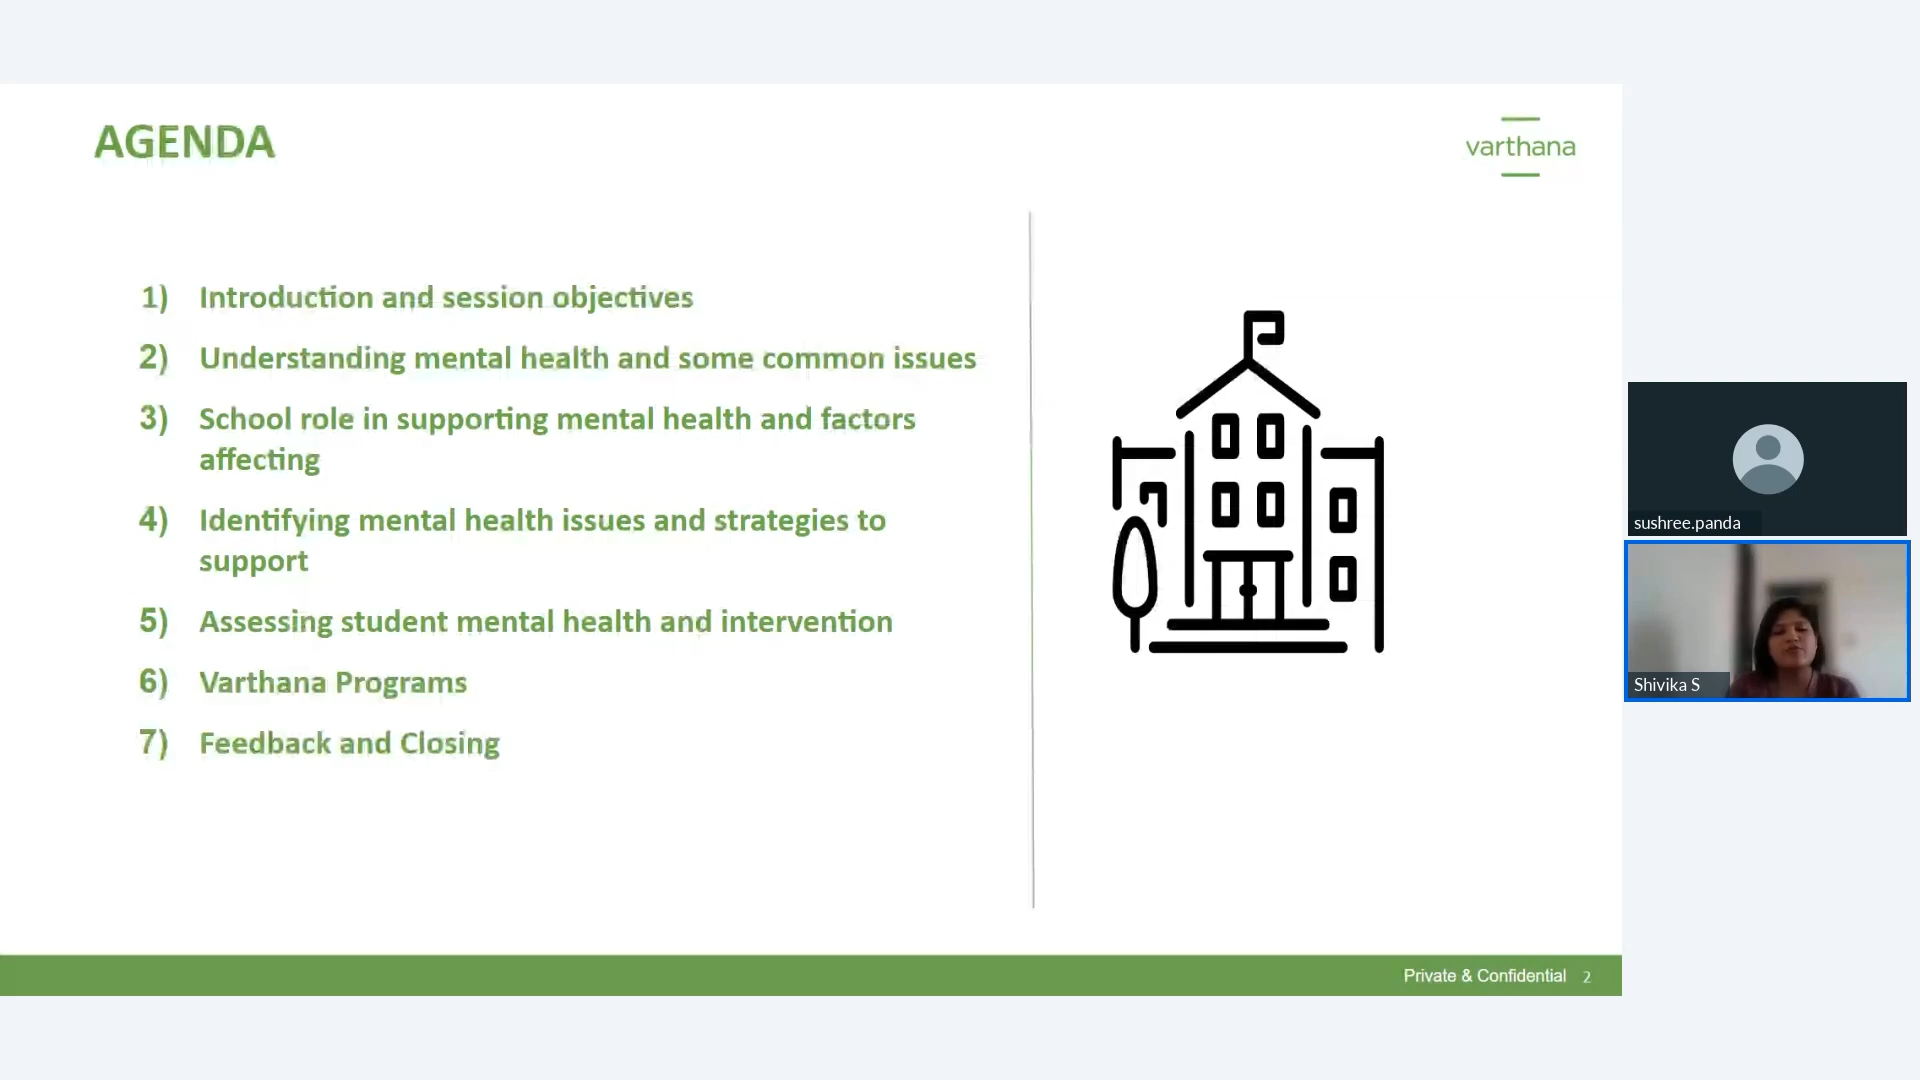 AGENDA
varthana
1) Introduction and session objectives
2) Understanding mental health and some common issues
3) School role in supporting mental health and factors
affecting
4) Identifying mental health issues and strategies to
support
5) Assessing student mental health and intervention
6) Varthana Programs
7) Feedback and Closing
sushree.panda
Shivika S
Private & Confidential 2